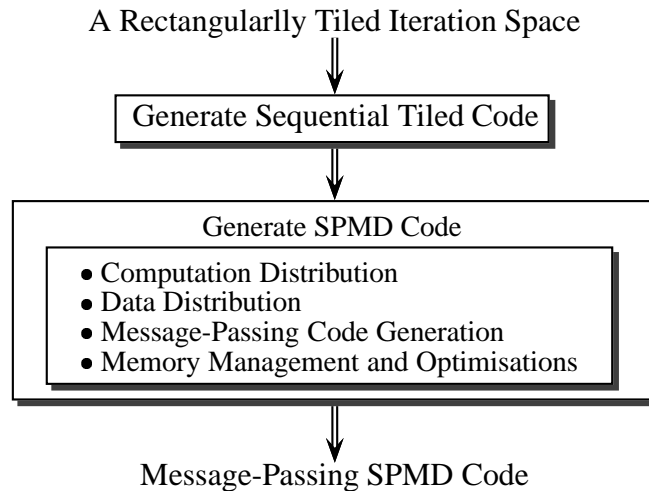 A Rectangularlly Tiled Iteration Space
Generate Sequential Tiled Code
Generate SPMD Code
• Computation Distribution
• Data Distribution
• Message-Passing Code Generation
• Memory Management and Optimisations
Message-Passing SPMD Code